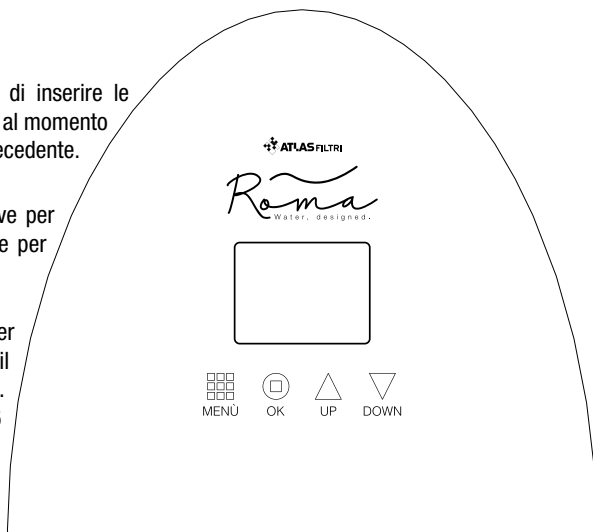 di inserire le
al momento
ecedente.
ve per
e per
er
il
.
ATLAS FILTRI
Roma
Water, designed.
MENÙ OK UP DOWN